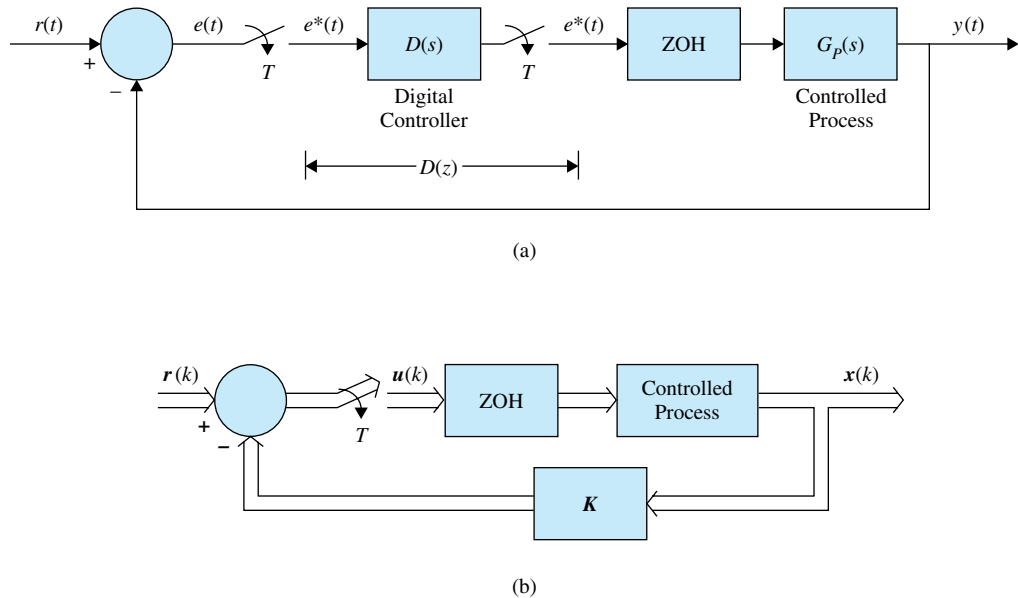 r(t)
e(t)
e*(t)
D(s)
e*(t)
ZOH
G_P(s)
y(t)
+
−
T
T
Digital
Controller
Controlled
Process
D(z)
(a)
r(k)
u(k)
ZOH
Controlled
Process
x(k)
+
−
T
K
(b)